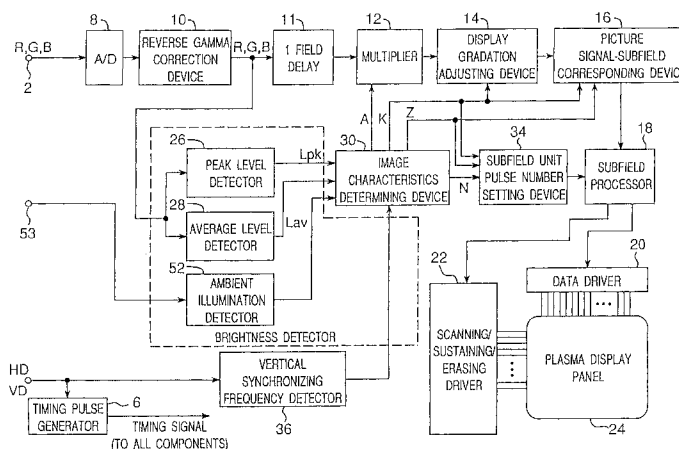 8
10
11
12
14
16
R,G,B
2
A/D
REVERSE GAMMA
CORRECTION
DEVICE
R,G,B
1 FIELD
DELAY
MULTIPLIER
DISPLAY
GRADATION
ADJUSTING DEVICE
PICTURE
SIGNAL-SUBFIELD
CORRESPONDING DEVICE
A
K
Z
26
PEAK LEVEL
DETECTOR
Lpk
30
IMAGE
CHARACTERISTICS
DETERMINING DEVICE
N
34
SUBFIELD UNIT
PULSE NUMBER
SETTING DEVICE
18
SUBFIELD
PROCESSOR
53
28
AVERAGE LEVEL
DETECTOR
Lav
52
AMBIENT
ILLUMINATION
DETECTOR
BRIGHTNESS DETECTOR
22
SCANNING/
SUSTAINING/
ERASING
DRIVER
20
DATA DRIVER
PLASMA DISPLAY
PANEL
24
HD
VD
6
TIMING PULSE
GENERATOR
TIMING SIGNAL
(TO ALL COMPONENTS)
VERTICAL
SYNCHRONIZING
FREQUENCY DETECTOR
36